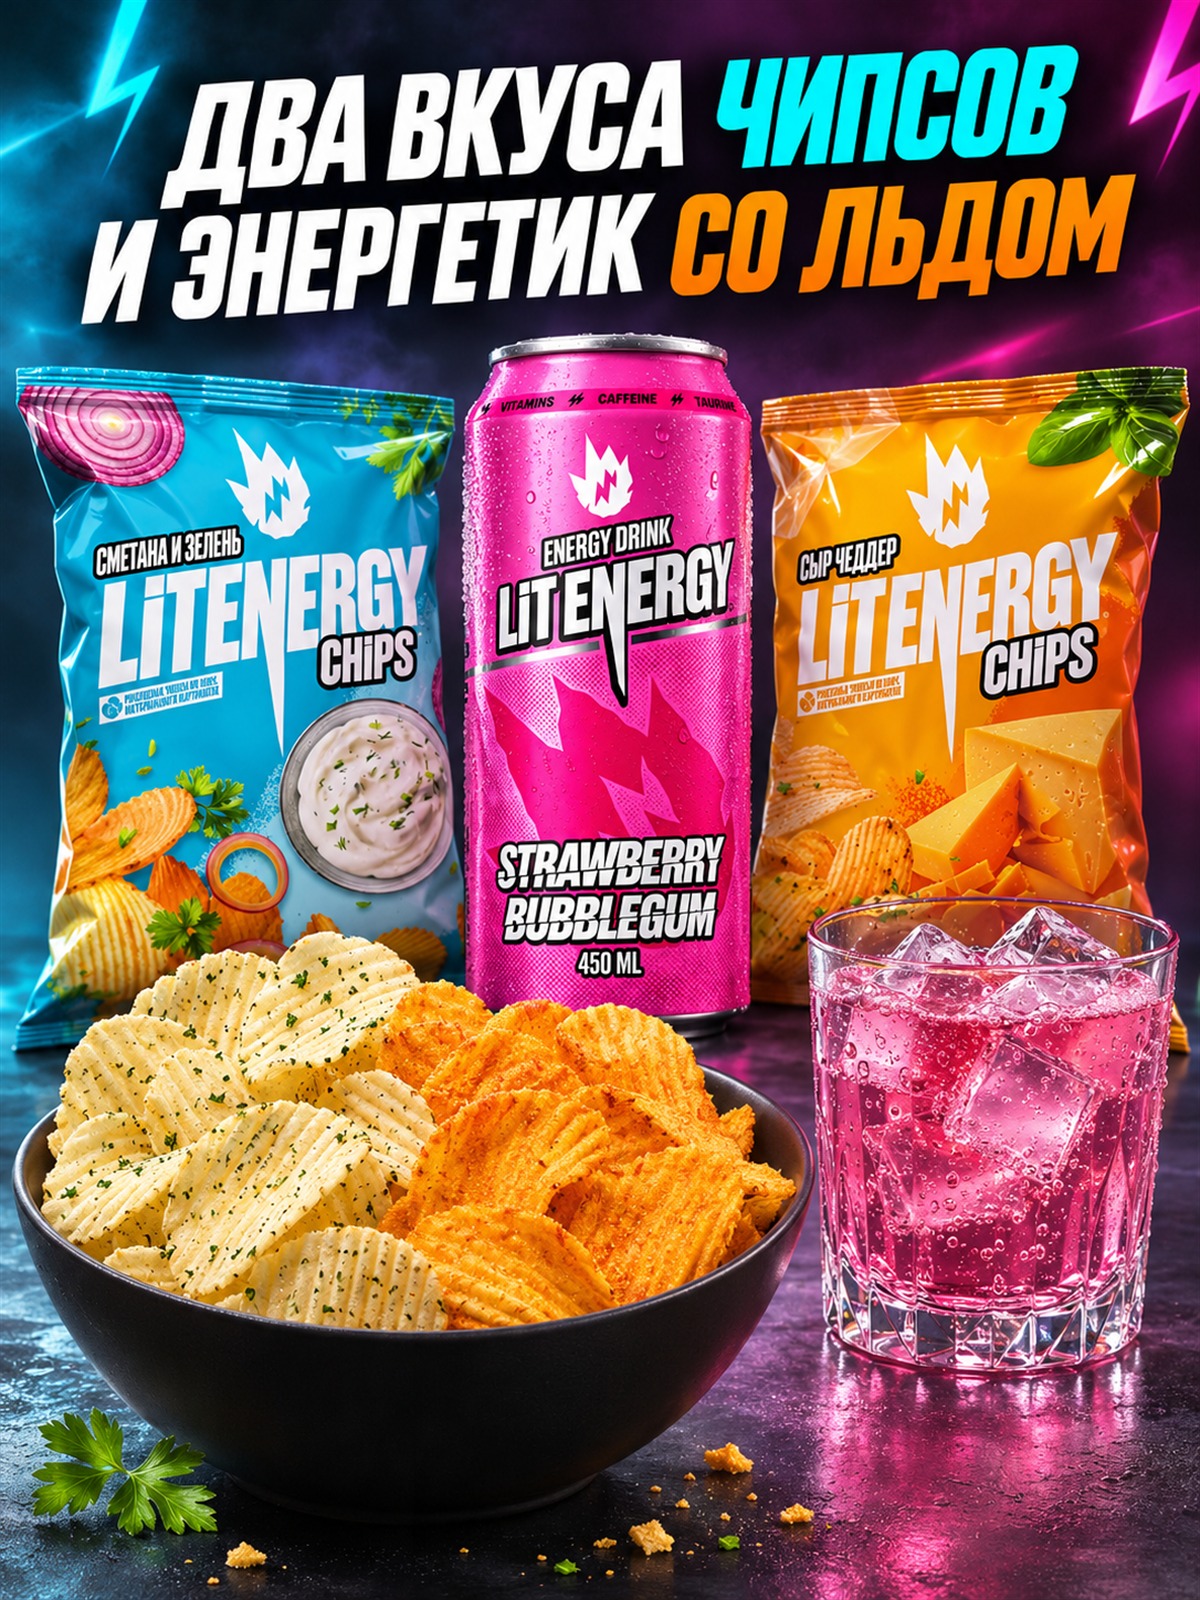 ДВА ВКУСА ЧИПСОВ
И ЭНЕРГЕТИК СО ЛЬДОМ
СМЕТАНА И ЗЕЛЕНЬ
LiTENERGY
CHiPS
VITAMINS CAFFEINE TAURINE
ENERGY DRINK
LiT ENERGY
STRAWBERRY
BUBBLEGUM
450 ML
СЫР ЧЕДДЕР
LiTENERGY
CHiPS